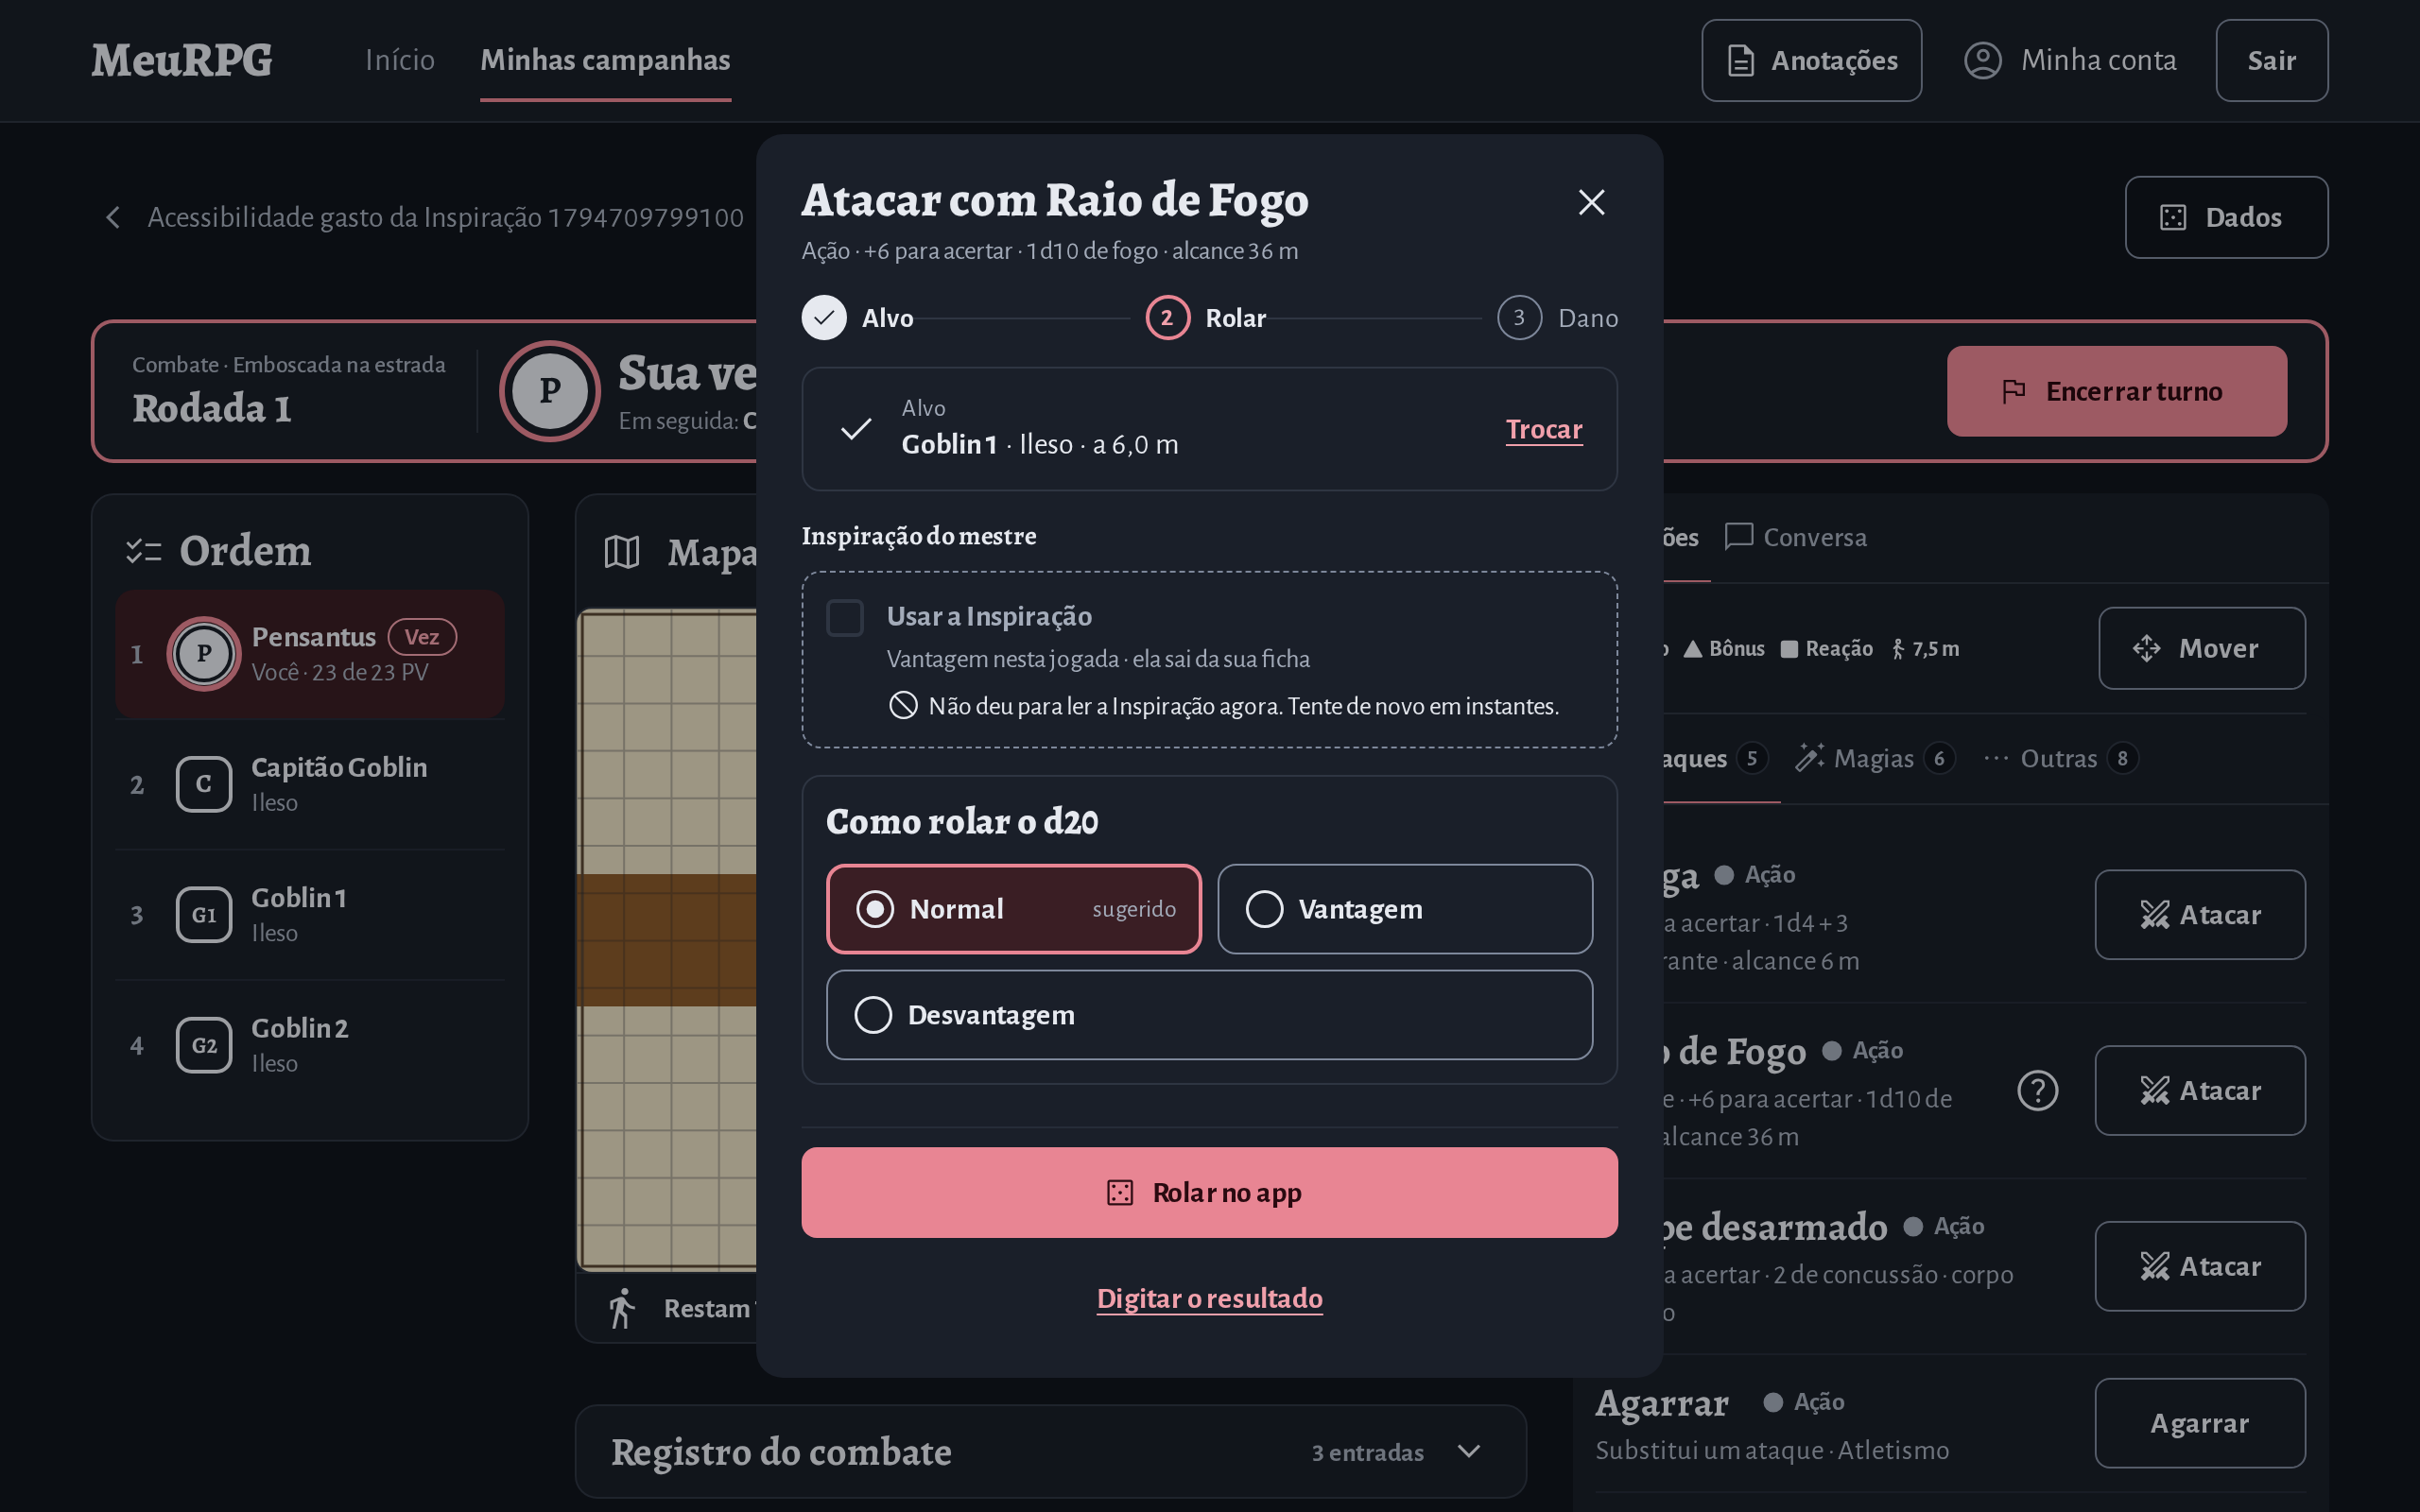 MeuRPG
Início
Minhas campanhas
Anotações
Minha conta
Sair
Acessibilidade gasto da Inspiração 1794709799100
Dados
Combate · Emboscada na estrada
Rodada 1
P
Sua ve
Em seguida: C
Encerrar turno
Ordem
1
P
Pensantus
Vez
Você · 23 de 23 PV
2
C
Capitão Goblin
Ileso
3
G1
Goblin 1
Ileso
4
G2
Goblin 2
Ileso
Mapa
Restam
Registro do combate
3 entradas
Atacar com Raio de Fogo
Ação · +6 para acertar · 1d10 de fogo · alcance 36 m
Alvo
2
Rolar
3
Dano
Alvo
Goblin 1 · Ileso · a 6,0 m
Trocar
Inspiração do mestre
Usar a Inspiração
Vantagem nesta jogada · ela sai da sua ficha
Não deu para ler a Inspiração agora. Tente de novo em instantes.
Como rolar o d20
Normal
sugerido
Vantagem
Desvantagem
Rolar no app
Digitar o resultado
ões
Conversa
o
Bônus
Reação
7,5 m
Mover
aques 5
Magias 6
Outras 8
ga
Ação
a acertar · 1d4 + 3
rante · alcance 6 m
Atacar
o de Fogo
Ação
e · +6 para acertar · 1d10 de
alcance 36 m
Atacar
pe desarmado
Ação
a acertar · 2 de concussão · corpo
o
Atacar
Agarrar
Ação
Substitui um ataque · Atletismo
Agarrar